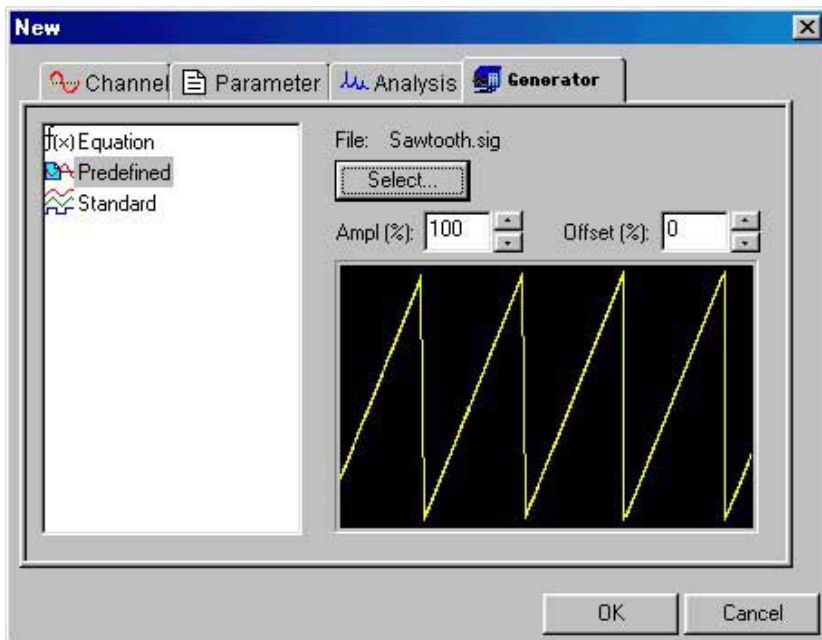 New
Channel Parameter Analysis Generator
f(x) Equation
Predefined
Standard
File: Sawtooth.sig
Select...
Ampl (%): 100 Offset (%): 0
OK Cancel